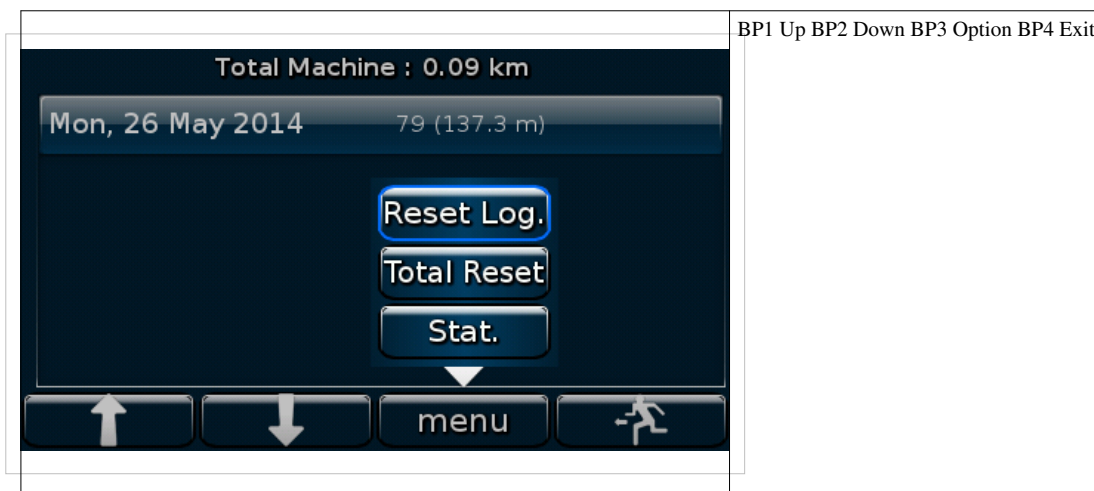 BP1 Up BP2 Down BP3 Option BP4 Exit
Total Machine : 0.09 km
Mon, 26 May 2014 79 (137.3 m)
Reset Log.
Total Reset
Stat.
menu